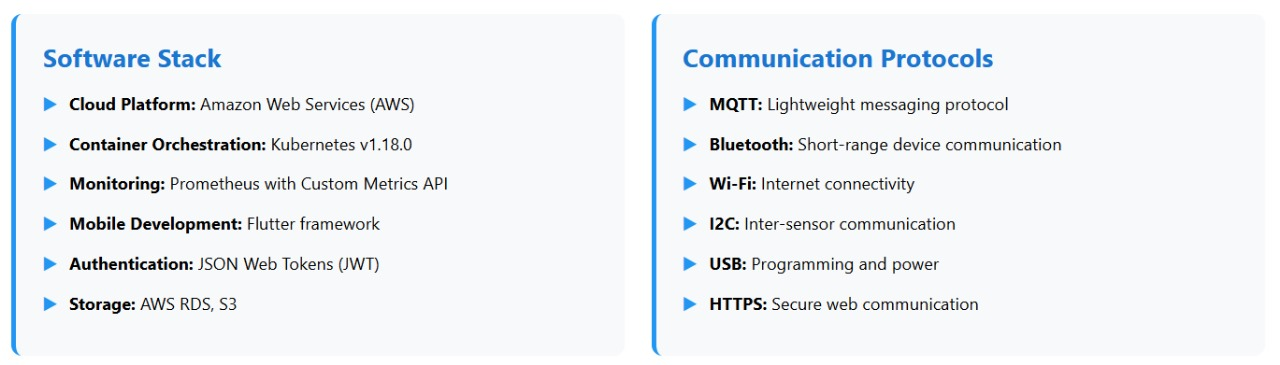 Software Stack
Cloud Platform: Amazon Web Services (AWS)
Container Orchestration: Kubernetes v1.18.0
Monitoring: Prometheus with Custom Metrics API
Mobile Development: Flutter framework
Authentication: JSON Web Tokens (JWT)
Storage: AWS RDS, S3
Communication Protocols
MQTT: Lightweight messaging protocol
Bluetooth: Short-range device communication
Wi-Fi: Internet connectivity
I2C: Inter-sensor communication
USB: Programming and power
HTTPS: Secure web communication